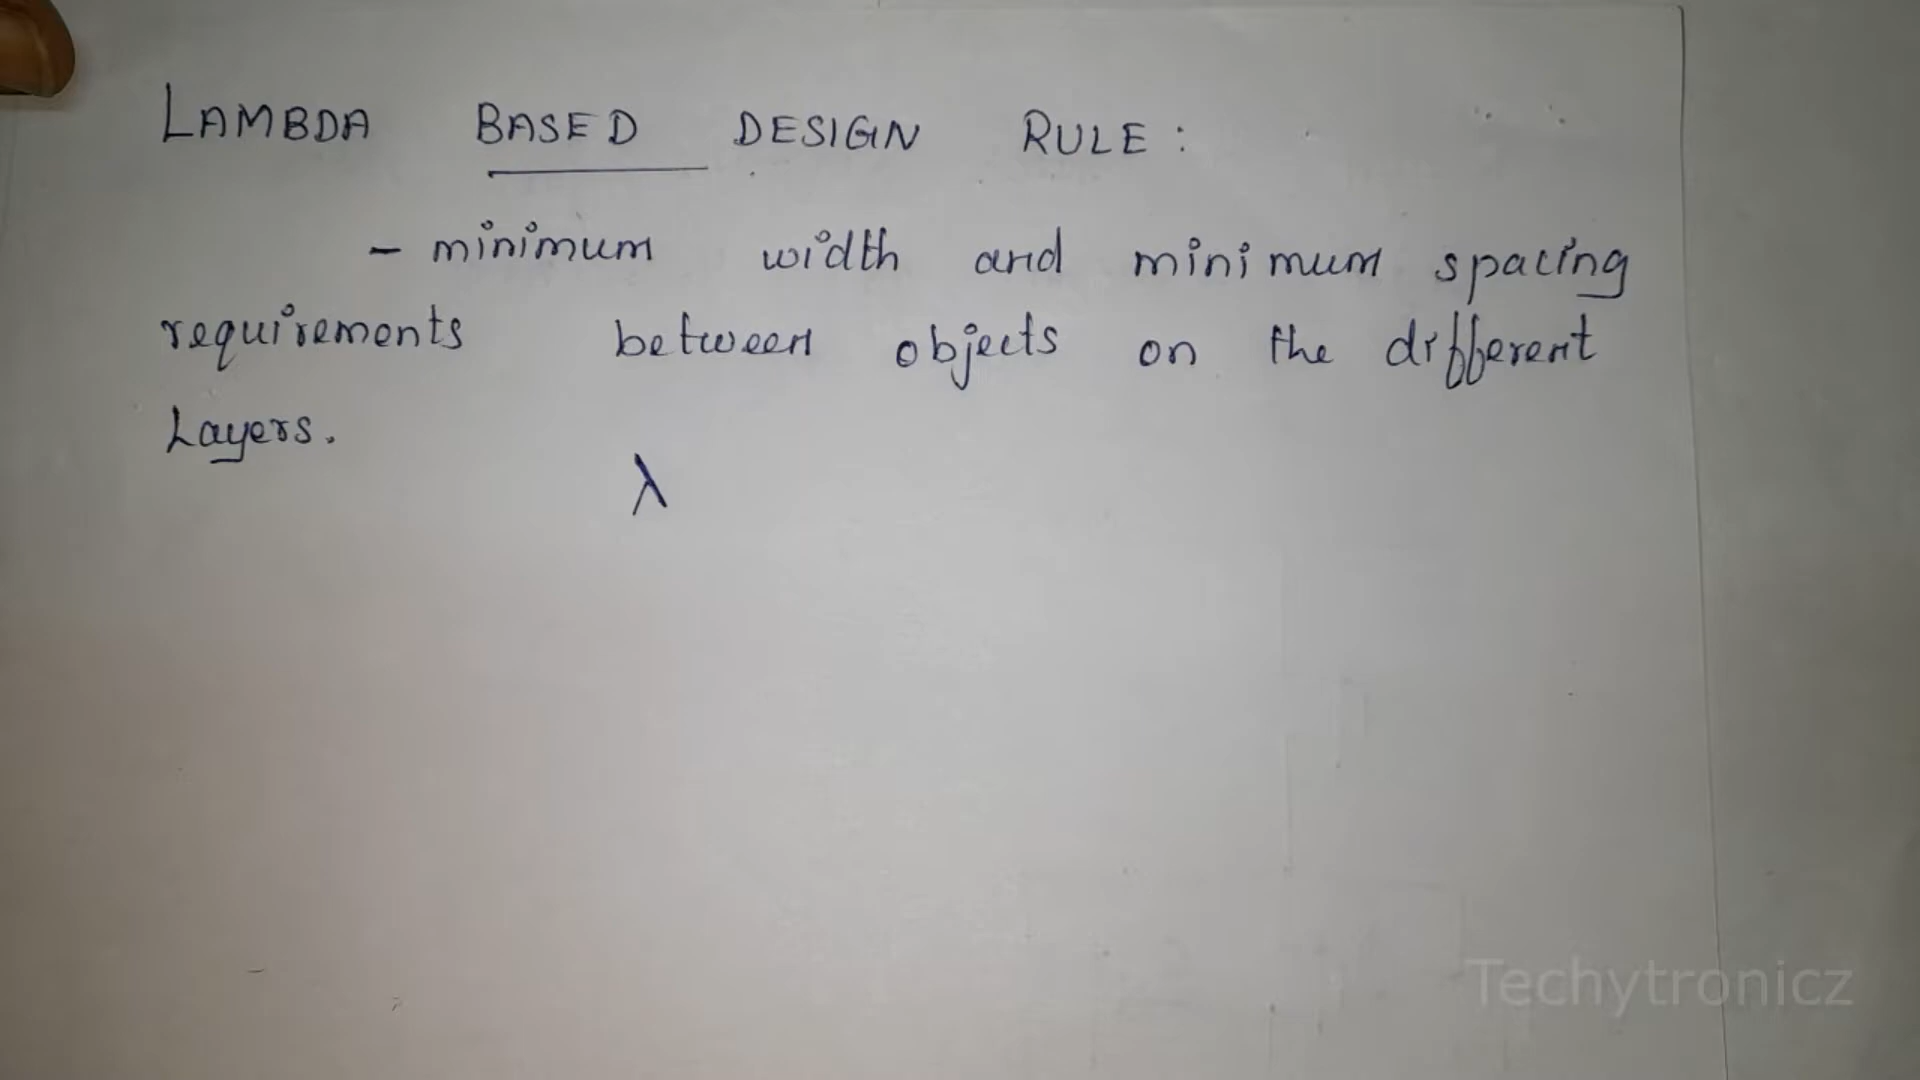 LAMBDA BASED DESIGN RULE :
- minimum width and minimum spacing
requirements between objects on the different
Layers.
λ
Techytronicz